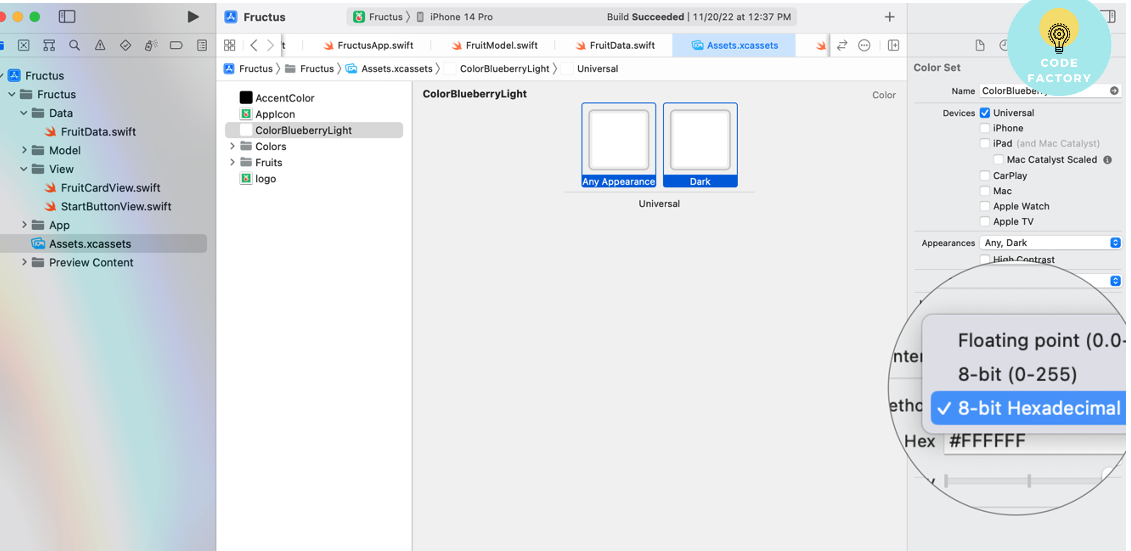 Fructus
Fructus
iPhone 14 Pro
Build Succeeded | 11/20/22 at 12:37 PM
FructusApp.swift
FruitModel.swift
FruitData.swift
Assets.xcassets
Fructus
Fructus
Assets.xcassets
ColorBlueberryLight
Universal
Fructus
Fructus
Data
FruitData.swift
Model
View
FruitCardView.swift
StartButtonView.swift
App
Assets.xcassets
Preview Content
AccentColor
AppIcon
ColorBlueberryLight
Colors
Fruits
logo
ColorBlueberryLight
Color
Any Appearance
Dark
Universal
CODE
FACTORY
Color Set
Name ColorBlueberry
Devices Universal
iPhone
iPad (and Mac Catalyst)
Mac Catalyst Scaled
CarPlay
Mac
Apple Watch
Apple TV
Appearances Any, Dark
High Contrast
Floating point (0.0-
8-bit (0-255)
8-bit Hexadecimal
Hex #FFFFFF